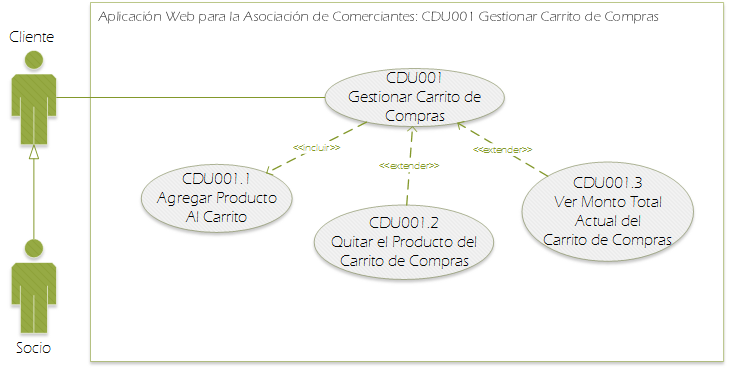 Aplicación Web para la Asociación de Comerciantes: CDU001 Gestionar Carrito de Compras
Cliente
CDU001
Gestionar Carrito de
Compras
<<incluir>>
<<extender>>
<<extender>>
CDU001.1
Agregar Producto
Al Carrito
CDU001.2
Quitar el Producto del
Carrito de Compras
CDU001.3
Ver Monto Total
Actual del
Carrito de Compras
Socio